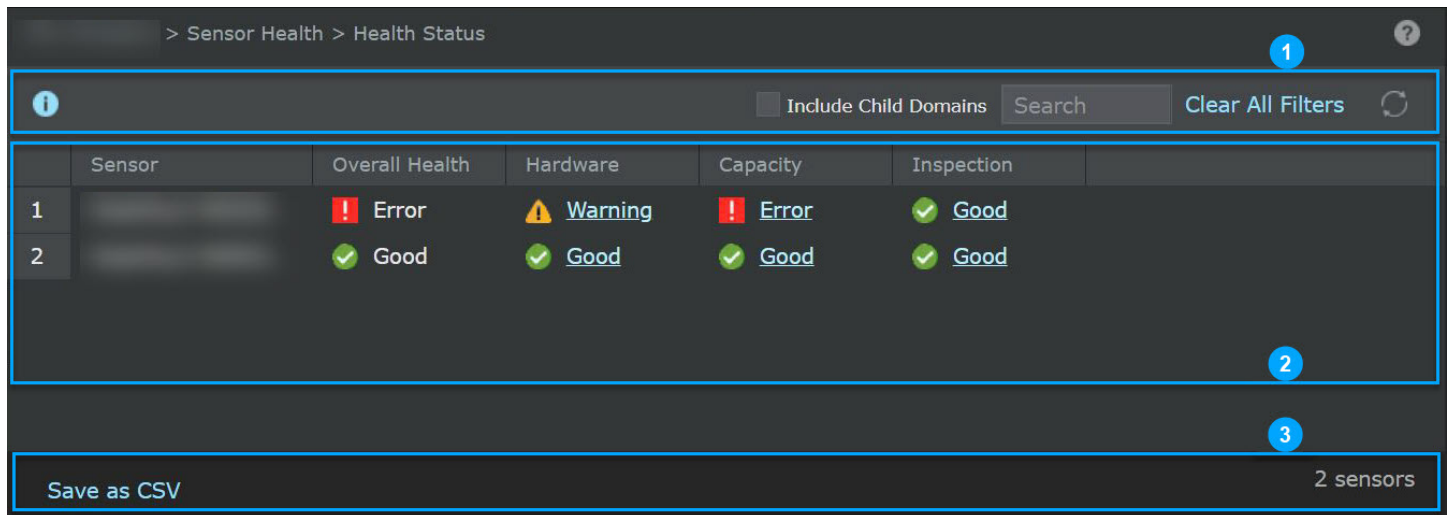 > Sensor Health > Health Status
1
Include Child Domains Search Clear All Filters
Sensor Overall Health Hardware Capacity Inspection
1 Error Warning Error Good
2 Good Good Good Good
2
3
Save as CSV 2 sensors